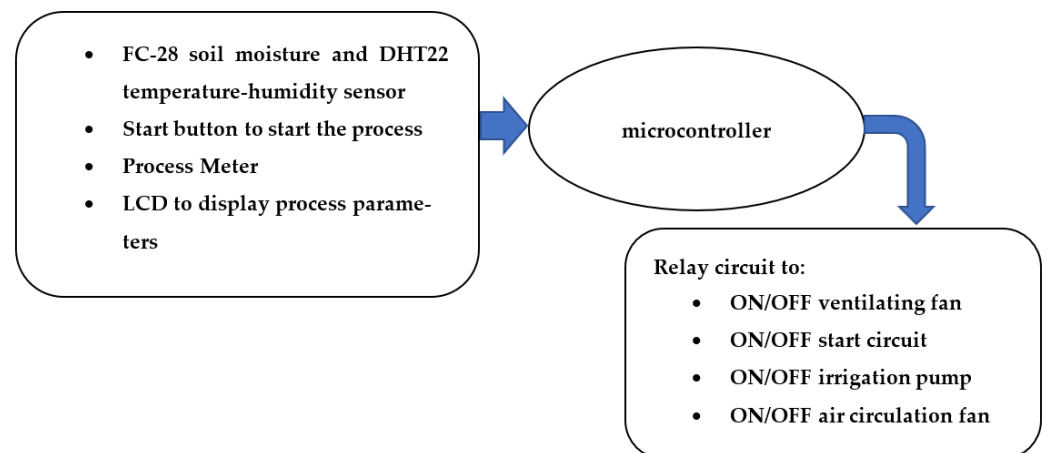 • FC-28 soil moisture and DHT22
temperature-humidity sensor
• Start button to start the process
• Process Meter
• LCD to display process parame-
ters
microcontroller
Relay circuit to:
• ON/OFF ventilating fan
• ON/OFF start circuit
• ON/OFF irrigation pump
• ON/OFF air circulation fan